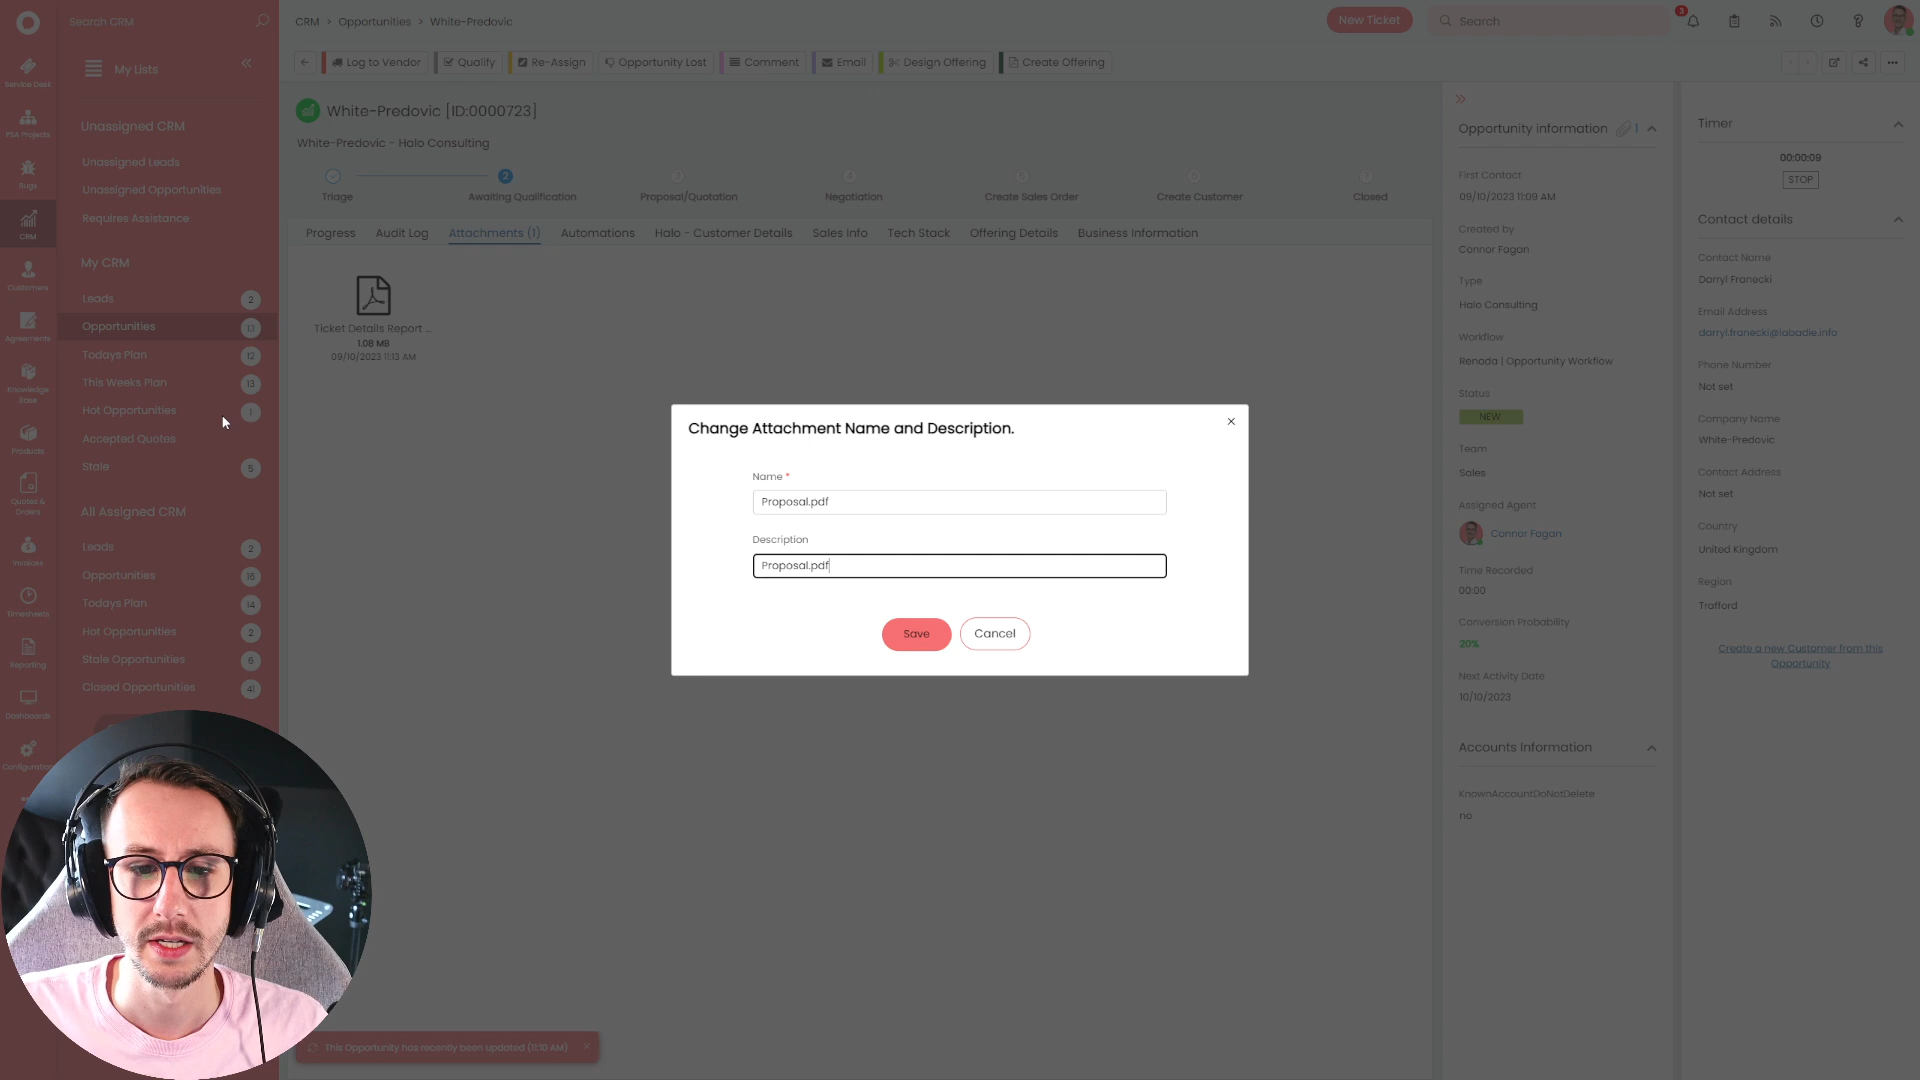 Search CRM
CRM > Opportunities > White-Predovic
New Ticket
Search
3
My Lists
Log to Vendor
Qualify
Re-Assign
Opportunity Lost
Comment
Email
Design Offering
Create Offering
Service Desk
PSA Projects
Bugs
CRM
Customers
Agreements
Knowledge Base
Products
Quotes & Orders
Invoices
Timesheets
Reporting
Dashboards
Configuration
Unassigned CRM
Unassigned Leads
Unassigned Opportunities
Requires Assistance
My CRM
Leads 2
Opportunities 13
Todays Plan 12
This Weeks Plan 13
Hot Opportunities 1
Accepted Quotes
Stale 5
All Assigned CRM
Leads 2
Opportunities 16
Todays Plan 14
Hot Opportunities 2
Stale Opportunities 6
Closed Opportunities 41
White-Predovic [ID:0000723]
White-Predovic - Halo Consulting
2
Triage
Awaiting Qualification
Proposal/Quotation
Negotiation
Create Sales Order
Create Customer
Closed
Progress
Audit Log
Attachments (1)
Automations
Halo - Customer Details
Sales Info
Tech Stack
Offering Details
Business Information
Ticket Details Report ...
1.08 MB
09/10/2023 11:13 AM
Change Attachment Name and Description.
Name *
Proposal.pdf
Description
Proposal.pdf
Save
Cancel
This Opportunity has recently been updated (11:10 AM)
Opportunity information 1
First Contact
09/10/2023 11:09 AM
Created by
Connor Fagan
Type
Halo Consulting
Workflow
Renada | Opportunity Workflow
Status
NEW
Team
Sales
Assigned Agent
Connor Fagan
Time Recorded
00:00
Conversion Probability
20%
Next Activity Date
10/10/2023
Accounts Information
KnownAccountDoNotDelete
no
Timer
00:00:09
STOP
Contact details
Contact Name
Darryl Franecki
Email Address
darryl.franecki@labadie.info
Phone Number
Not set
Company Name
White-Predovic
Contact Address
Not set
Country
United Kingdom
Region
Trafford
Create a new Customer from this
Opportunity